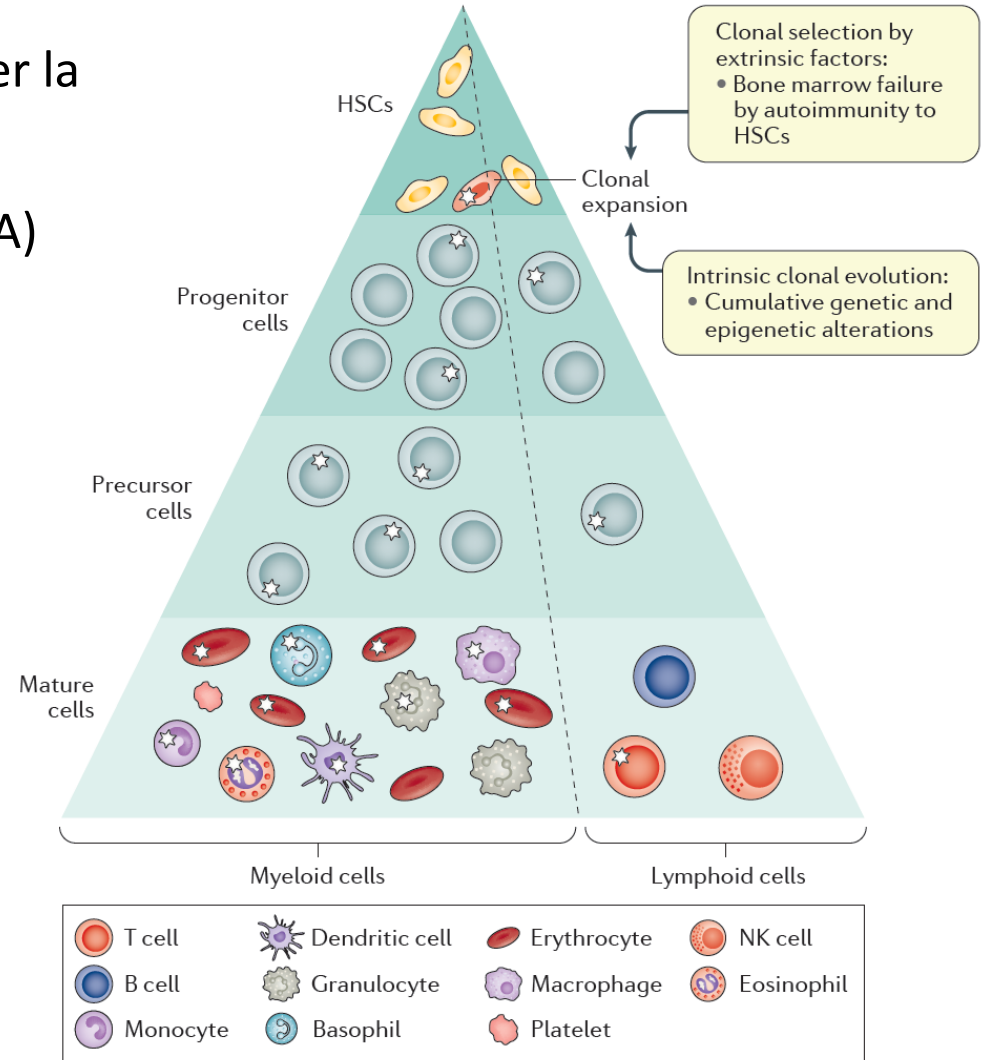 er la
A)
Clonal selection by
extrinsic factors:
• Bone marrow failure
by autoimmunity to
HSCs
HSCs
Clonal
expansion
Intrinsic clonal evolution:
• Cumulative genetic and
epigenetic alterations
Progenitor
cells
Precursor
cells
Mature
cells
Myeloid cells
Lymphoid cells
T cell
Dendritic cell
Erythrocyte
NK cell
B cell
Granulocyte
Macrophage
Eosinophil
Monocyte
Basophil
Platelet